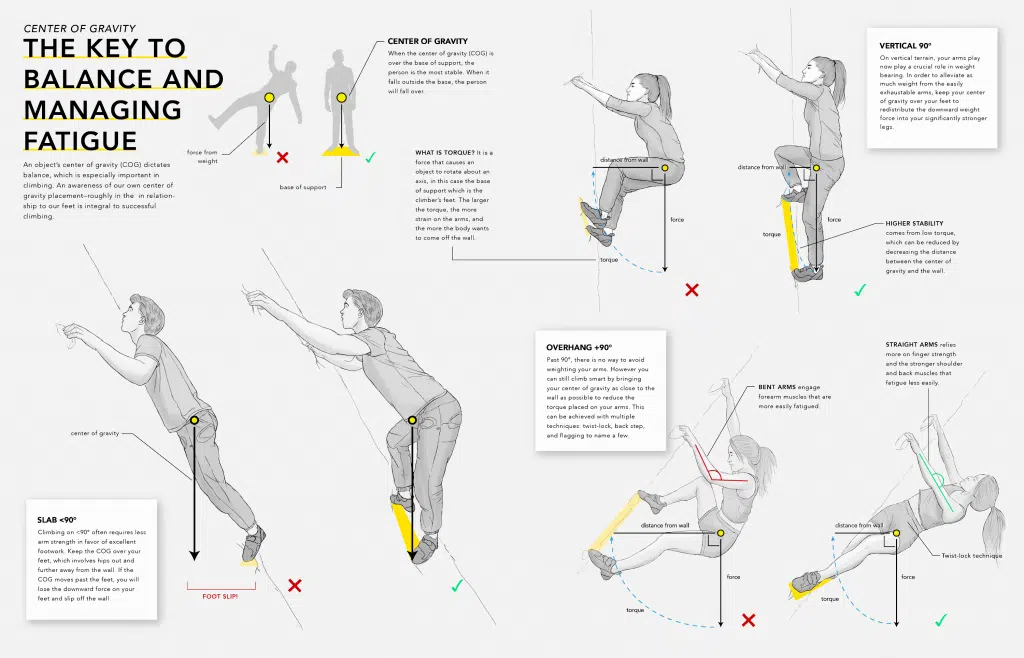 CENTER OF GRAVITY
THE KEY TO
BALANCE AND
MANAGING
FATIGUE
An object's center of gravity (COG) dictates
balance, which is especially important in
climbing. An awareness of our own center of
gravity placement–roughly in the in relation-
ship to our feet is integral to successful
climbing.
force from
weight
base of support
CENTER OF GRAVITY
When the center of gravity (COG) is
over the base of support, the
person is the most stable. When it
falls outside the base, the person
will fall over.
WHAT IS TORQUE? It is a
force that causes an
object to rotate about an
axis, in this case the base
of support which is the
climber's feet. The larger
the torque, the more
strain on the arms, and
the more the body wants
to come off the wall.
distance from wall
force
torque
distance from wall
force
torque
VERTICAL 90°
On vertical terrain, your arms play
now play a crucial role in weight
bearing. In order to alleviate as
much weight from the easily
exhaustable arms, keep your center
of gravity over your feet to
redistribute the downward weight
force into your significantly stronger
legs.
HIGHER STABILITY
comes from low torque,
which can be reduced by
decreasing the distance
between the center of
gravity and the wall.
center of gravity
SLAB <90°
Climbing on <90° often requires less
arm strength in favor of excellent
footwork. Keep the COG over your
feet, which involves hips out and
further away from the wall. If the
COG moves past the feet, you will
lose the downward force on your
feet and slip off the wall.
FOOT SLIP!
OVERHANG +90°
Past 90°, there is no way to avoid
weighting your arms. However you
can still climb smart by bringing
your center of gravity as close to the
wall as possible to reduce the
torque placed on your arms. This
can be achieved with multiple
techniques: twist-lock, back step,
and flagging to name a few.
BENT ARMS engage
forearm muscles that are
more easily fatigued.
distance from wall
force
torque
STRAIGHT ARMS relies
more on finger strength
and the stronger shoulder
and back muscles that
fatigue less easily.
distance from wall
Twist-lock technique
force
torque